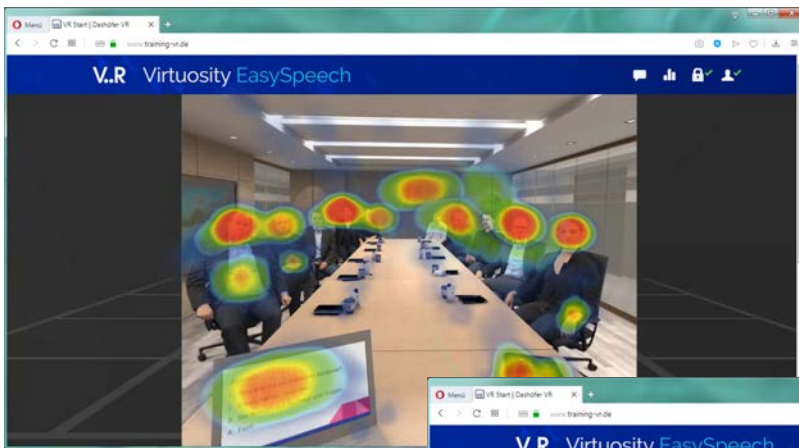 Menü VR Start | Dashöfer VR
www.training-vr.de
V..R Virtuosity EasySpeech
Menü VR Start | Dashöfer VR
www.training-vr.de
V..R Virtuosity EasySpeech